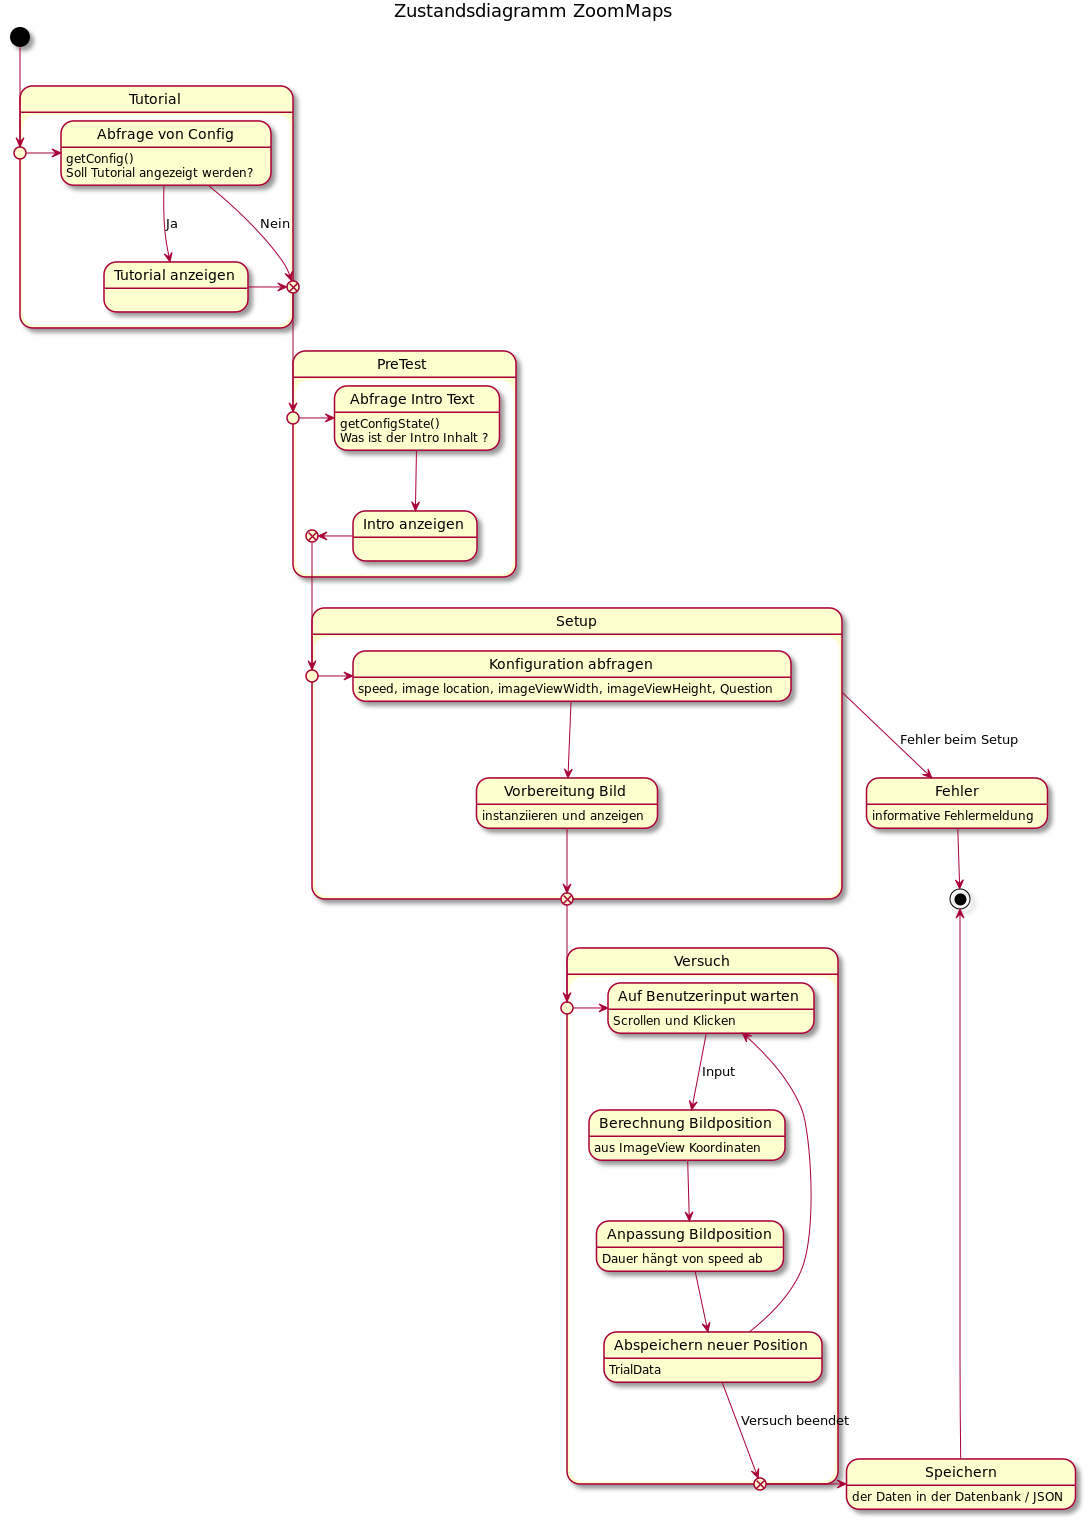 Zustandsdiagramm ZoomMaps
Tutorial
Abfrage von Config
getConfig()
Soll Tutorial angezeigt werden?
Ja
Nein
Tutorial anzeigen
PreTest
Abfrage Intro Text
getConfigState()
Was ist der Intro Inhalt ?
Intro anzeigen
Setup
Konfiguration abfragen
speed, image location, imageViewWidth, imageViewHeight, Question
Fehler beim Setup
Vorbereitung Bild
instanziieren und anzeigen
Fehler
informative Fehlermeldung
Versuch
Auf Benutzerinput warten
Scrollen und Klicken
Input
Berechnung Bildposition
aus ImageView Koordinaten
Anpassung Bildposition
Dauer hängt von speed ab
Abspeichern neuer Position
TrialData
Versuch beendet
Speichern
der Daten in der Datenbank / JSON